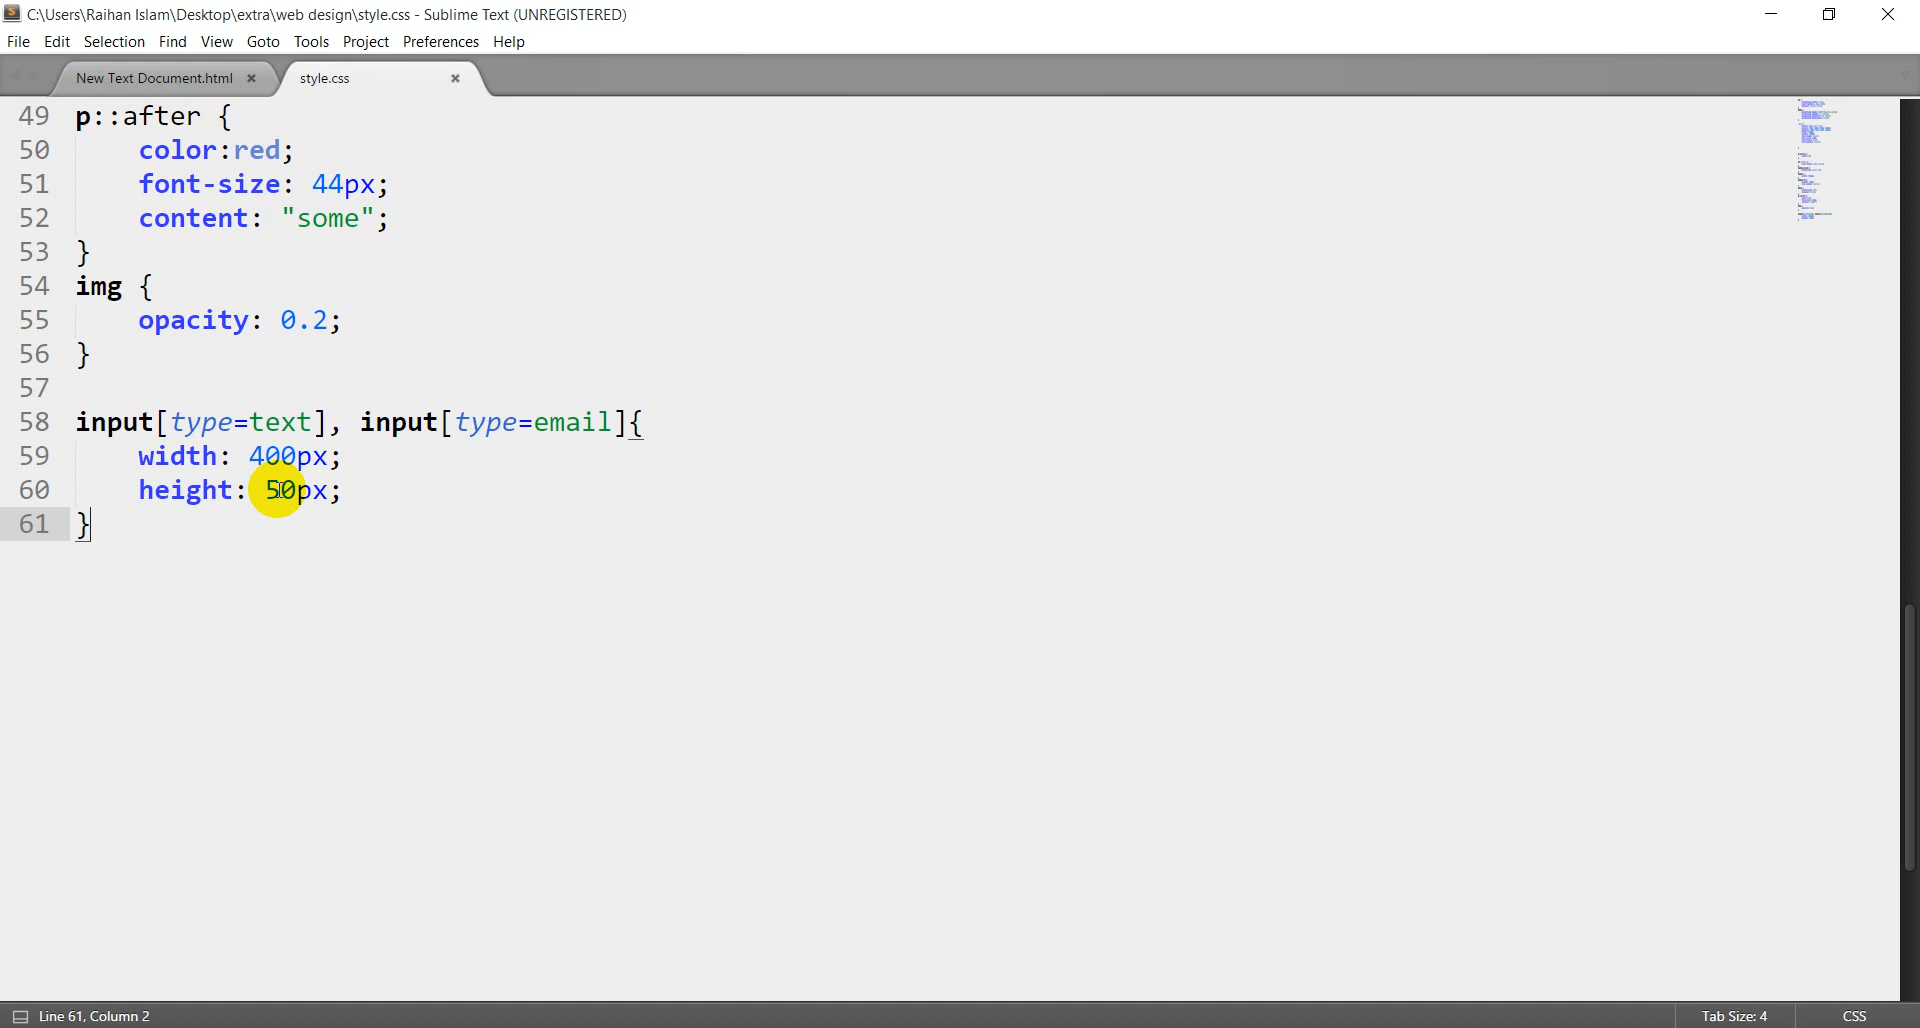 C:\Users\Raihan Islam\Desktop\extra\web design\style.css - Sublime Text (UNREGISTERED)
File Edit Selection Find View Goto Tools Project Preferences Help
New Text Document.html × style.css ×
49 p::after {
50 color:red;
51 font-size: 44px;
52 content: "some";
53 }
54 img {
55 opacity: 0.2;
56 }
57
58 input[type=text], input[type=email]{
59 width: 400px;
60 height: 50px;
61 }
Line 61, Column 2 Tab Size: 4 CSS